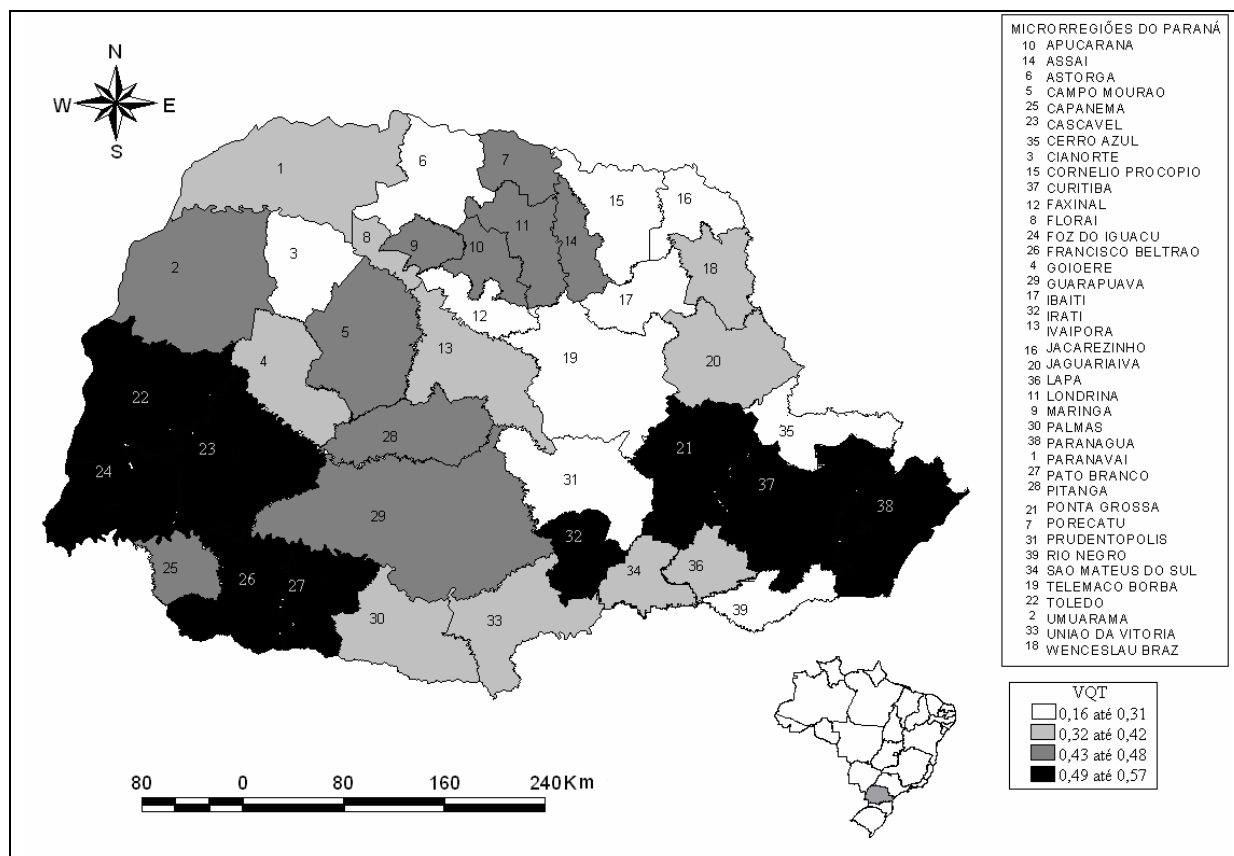 N
W E
S
1
6
7
15
16
2
3
8
9
10
11
14
18
17
12
4
5
13
19
20
22
23
24
28
21
35
37
38
29
31
32
25
26
27
30
33
34
36
39
80 0 80 160 240 Km
MICRORREGIÕES DO PARANÁ
10 APUCARANA
14 ASSAI
6 ASTORGA
5 CAMPO MOURAO
25 CAPANEMA
23 CASCAVEL
35 CERRO AZUL
3 CIANORTE
15 CORNELIO PROCOPIO
37 CURITIBA
12 FAXINAL
8 FLORAI
24 FOZ DO IGUACU
26 FRANCISCO BELTRAO
4 GOIOERE
29 GUARAPUAVA
17 IBAITI
32 IRATI
13 IVAIPORA
16 JACAREZINHO
20 JAGUARIAIVA
36 LAPA
11 LONDRINA
9 MARINGA
30 PALMAS
38 PARANAGUA
1 PARANAVAI
27 PATO BRANCO
28 PITANGA
21 PONTA GROSSA
7 PORECATU
31 PRUDENTOPOLIS
39 RIO NEGRO
34 SAO MATEUS DO SUL
19 TELEMACO BORBA
22 TOLEDO
2 UMUARAMA
33 UNIAO DA VITORIA
18 WENCESLAU BRAZ
VQT
0,16 até 0,31
0,32 até 0,42
0,43 até 0,48
0,49 até 0,57